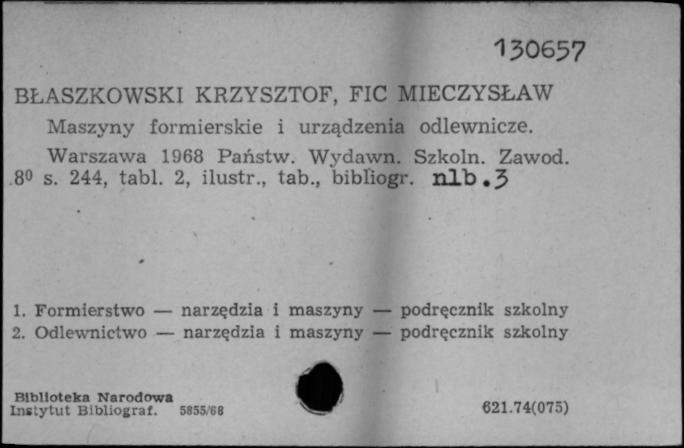 130657
BŁASZKOWSKI KRZYSZTOF, FIC MIECZYSŁAW
Maszyny formierskie i urządzenia odlewnicze.
Warszawa 1968 Państw. Wydawn. Szkoln. Zawod.
8⁰ s. 244, tabl. 2, ilustr., tab., bibliogr. nlb.3
1. Formierstwo — narzędzia i maszyny — podręcznik szkolny
2. Odlewnictwo — narzędzia i maszyny — podręcznik szkolny
Biblioteka Narodowa
Instytut Bibliograf. 5855/68 621.74(075)